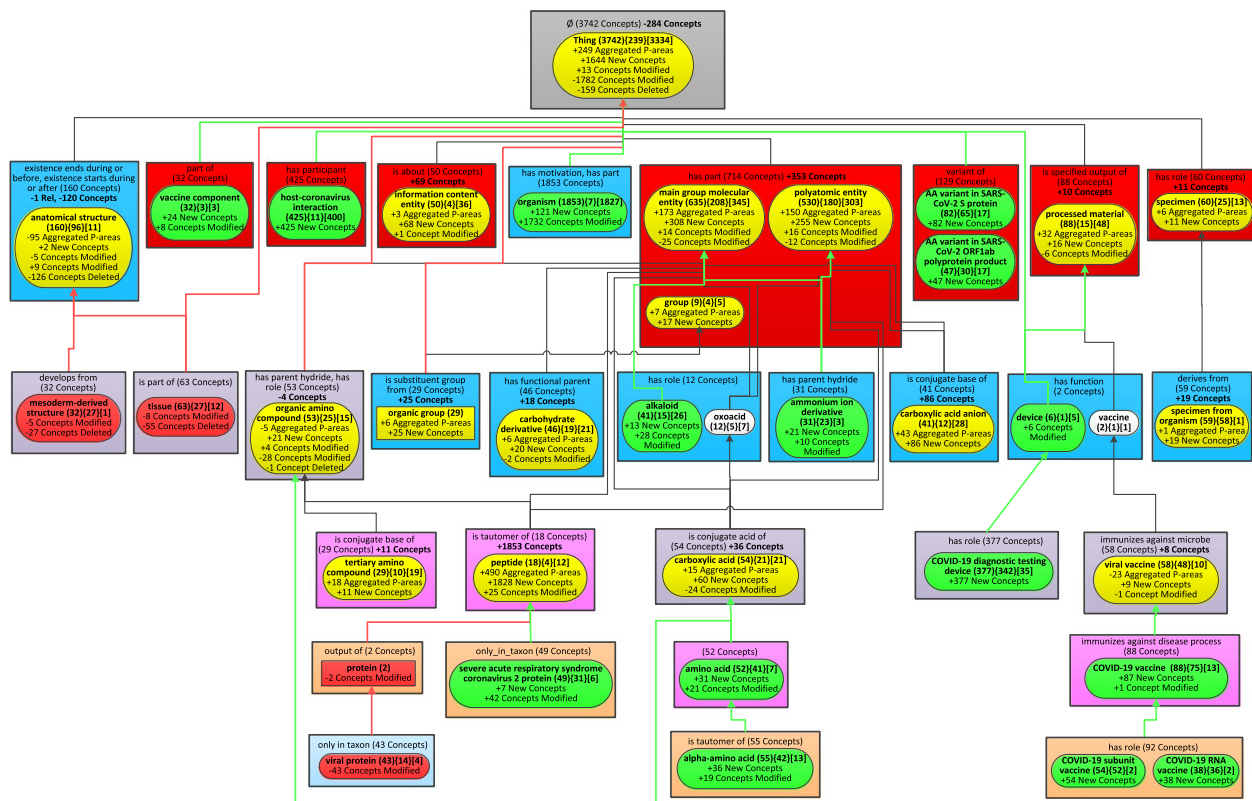 Ø (3742 Concepts) -284 Concepts
Thing (3742){239}[3334]
+249 Aggregated P-areas
+1644 New Concepts
+13 Concepts Modified
-1782 Concepts Modified
-159 Concepts Deleted
existence ends during or
before, existence starts during
or after (160 Concepts)
-1 Rel, -120 Concepts
anatomical structure
(160){96}[11]
-95 Aggregated P-areas
+2 New Concepts
-5 Concepts Modified
+9 Concepts Modified
-126 Concepts Deleted
part of
(32 Concepts)
vaccine component
(32){3}[3]
+24 New Concepts
+8 Concepts Modified
has participant
(425 Concepts)
host-coronavirus
interaction
(425){11}[400]
+425 New Concepts
is about (50 Concepts)
+69 Concepts
information content
entity (50){4}[36]
+3 Aggregated P-areas
+68 New Concepts
+1 Concept Modified
has motivation, has part
(1853 Concepts)
organism (1853){7}[1827]
+121 New Concepts
+1732 Concepts Modified
has part (714 Concepts) +353 Concepts
main group molecular
entity (635){208}[345]
+173 Aggregated P-areas
+308 New Concepts
+14 Concepts Modified
-25 Concepts Modified
polyatomic entity
(530){180}[303]
+150 Aggregated P-areas
+255 New Concepts
+16 Concepts Modified
-12 Concepts Modified
group (9){4}[5]
+7 Aggregated P-areas
+17 New Concepts
variant of
(129 Concepts)
AA variant in SARS-
CoV-2 S protein
(82){65}[17]
+82 New Concepts
AA variant in SARS-
CoV-2 ORF1ab
polyprotein product
(47){30}[17]
+47 New Concepts
is specified output of
(88 Concepts)
+10 Concepts
processed material
(88){15}[48]
+32 Aggregated P-areas
+16 New Concepts
-6 Concepts Modified
has role (60 Concepts)
+11 Concepts
specimen (60){25}[13]
+6 Aggregated P-areas
+11 New Concepts
develops from
(32 Concepts)
mesoderm-derived
structure (32){27}[1]
-5 Concepts Modified
-27 Concepts Deleted
is part of (63 Concepts)
tissue (63){27}[12]
-8 Concepts Modified
-55 Concepts Deleted
has parent hydride, has
role (53 Concepts)
-4 Concepts
organic amino
compound (53){25}[15]
-5 Aggregated P-areas
+21 New Concepts
+4 Concepts Modified
-28 Concepts Modified
-1 Concept Deleted
is substituent group
from (29 Concepts)
+25 Concepts
organic group (29)
+6 Aggregated P-areas
+25 New Concepts
has functional parent
(46 Concepts)
+18 Concepts
carbohydrate
derivative (46){19}[21]
+6 Aggregated P-areas
+20 New Concepts
-2 Concepts Modified
has role (12 Concepts)
alkaloid
(41){15}[26]
+13 New Concepts
+28 Concepts
Modified
oxoacid
(12){5}[7]
has parent hydride
(31 Concepts)
ammonium ion
derivative
(31){23}[3]
+21 New Concepts
+10 Concepts
Modified
is conjugate base of
(41 Concepts)
+86 Concepts
carboxylic acid anion
(41){12}[28]
+43 Aggregated P-areas
+86 New Concepts
has function
(2 Concepts)
device (6){1}[5]
+6 Concepts
Modified
vaccine
(2){1}[1]
derives from
(59 Concepts)
+19 Concepts
specimen from
organism (59){58}[1]
+1 Aggregated P-area
+19 New Concepts
is conjugate base of
(29 Concepts) +11 Concepts
tertiary amino
compound (29){10}[19]
+18 Aggregated P-areas
+11 New Concepts
is tautomer of (18 Concepts)
+1853 Concepts
peptide (18){4}[12]
+490 Aggregated P-areas
+1828 New Concepts
+25 Concepts Modified
is conjugate acid of
(54 Concepts) +36 Concepts
carboxylic acid (54){21}[21]
+15 Aggregated P-areas
+60 New Concepts
-24 Concepts Modified
has role (377 Concepts)
COVID-19 diagnostic testing
device (377){342}[35]
+377 New Concepts
immunizes against microbe
(58 Concepts) +8 Concepts
viral vaccine (58){48}[10]
-23 Aggregated P-areas
+9 New Concepts
-1 Concept Modified
output of (2 Concepts)
protein (2)
-2 Concepts Modified
only_in_taxon (49 Concepts)
severe acute respiratory syndrome
coronavirus 2 protein (49){31}[6]
+7 New Concepts
+42 Concepts Modified
(52 Concepts)
amino acid (52){41}[7]
+31 New Concepts
+21 Concepts Modified
immunizes against disease process
(88 Concepts)
COVID-19 vaccine (88){75}[13]
+87 New Concepts
+1 Concept Modified
only in taxon (43 Concepts)
viral protein (43){14}[4]
-43 Concepts Modified
is tautomer of (55 Concepts)
alpha-amino acid (55){42}[13]
+36 New Concepts
+19 Concepts Modified
has role (92 Concepts)
COVID-19 subunit
vaccine (54){52}[2]
+54 New Concepts
COVID-19 RNA
vaccine (38){36}[2]
+38 New Concepts